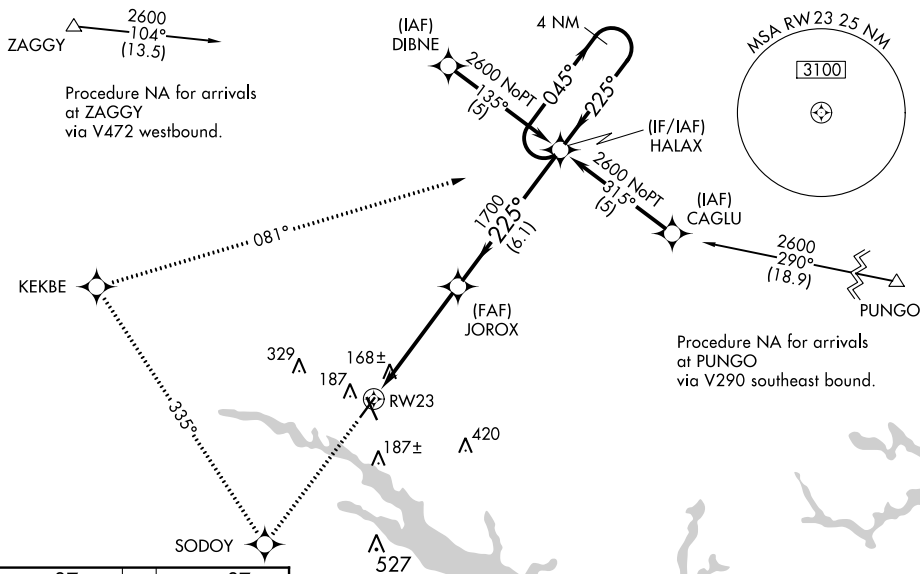 ZAGGY
2600
104°
(13.5)
Procedure NA for arrivals
at ZAGGY
via V472 westbound.
(IAF)
DIBNE
2600 NoPT
135°
(5)
4 NM
045°
225°
(IF/IAF)
HALAX
MSA RW 23 25 NM
3100
2600 NoPT
315°
(5)
(IAF)
CAGLU
2600
290°
(18.9)
PUNGO
Procedure NA for arrivals
at PUNGO
via V290 southeast bound.
1700
225°
(6.1)
081°
KEKBE
(FAF)
JOROX
329
168±
187
RW23
187±
420
335°
SODOY
527